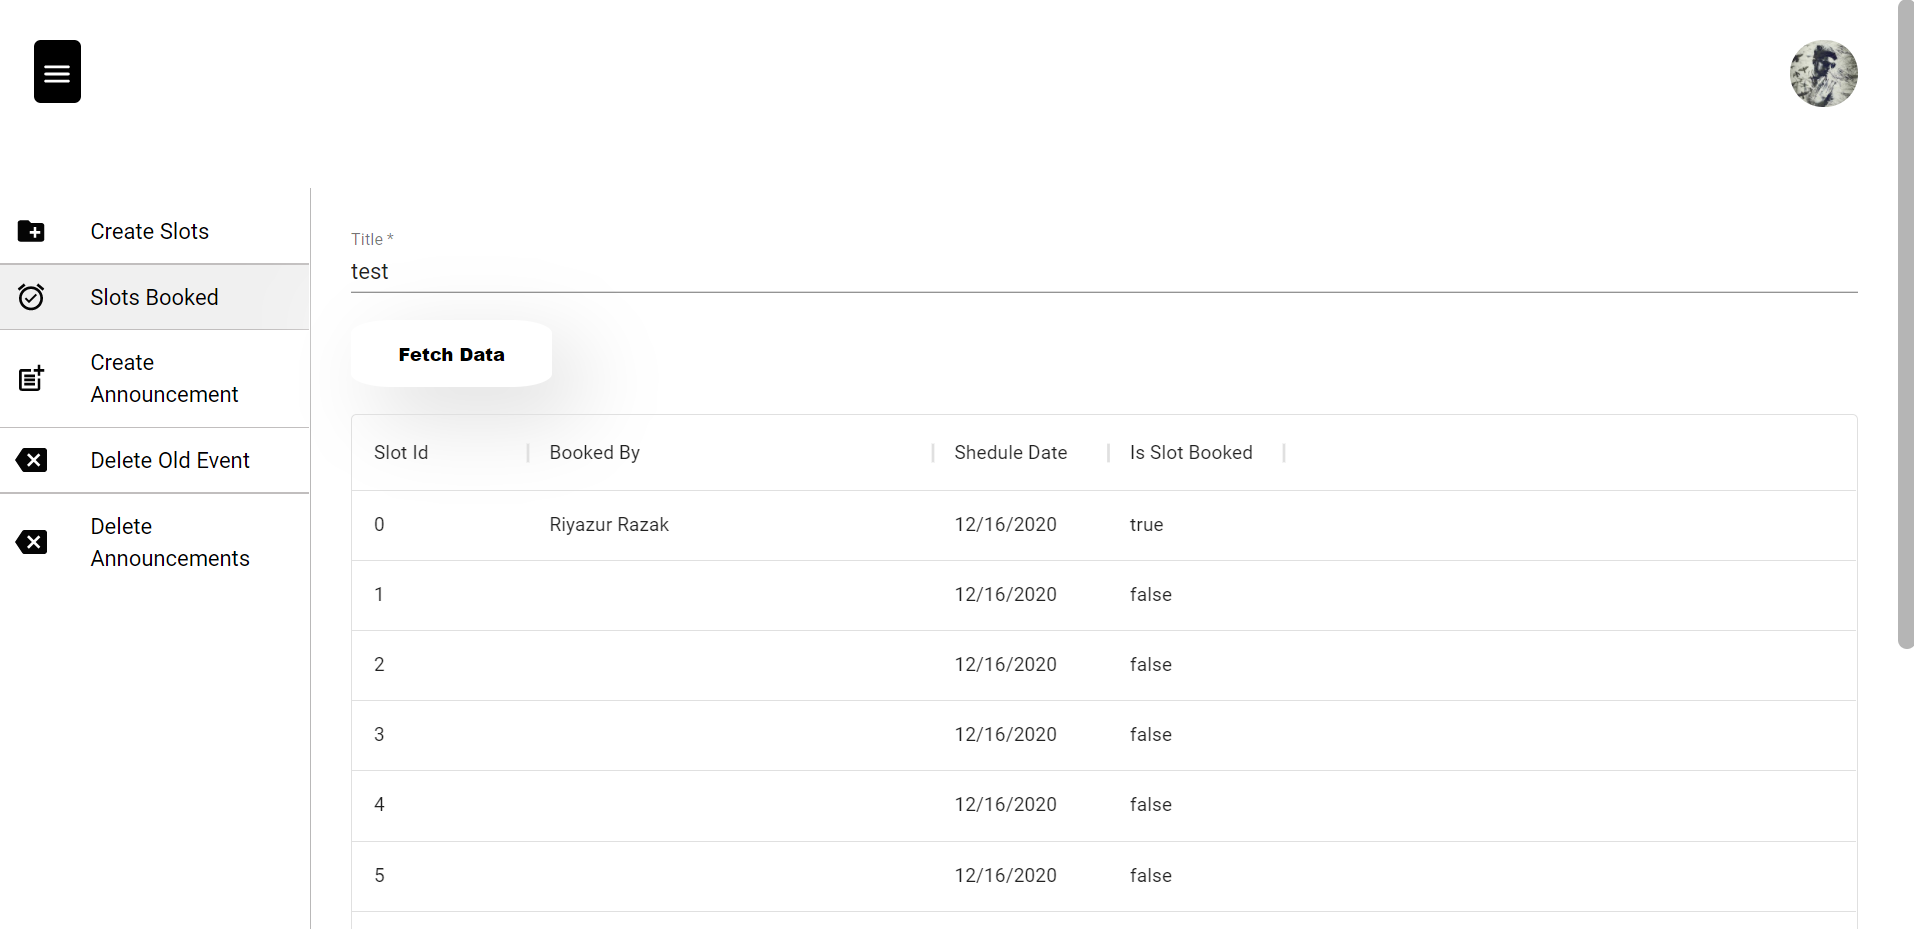 Create Slots
Slots Booked
Create
Announcement
Delete Old Event
Delete
Announcements
Title *
test
Fetch Data
Slot Id Booked By Shedule Date Is Slot Booked
0 Riyazur Razak 12/16/2020 true
1 12/16/2020 false
2 12/16/2020 false
3 12/16/2020 false
4 12/16/2020 false
5 12/16/2020 false